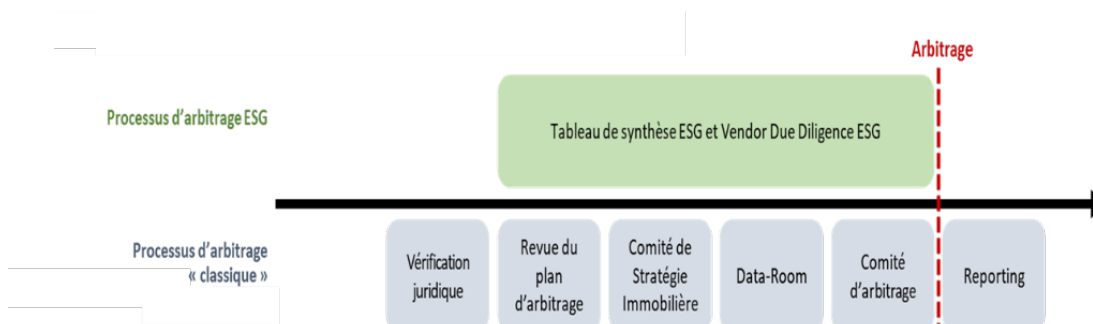 Arbitrage
Processus d'arbitrage ESG
Tableau de synthèse ESG et Vendor Due Diligence ESG
Processus d'arbitrage
« classique »
Vérification
juridique
Revue du
plan
d'arbitrage
Comité de
Stratégie
Immobilière
Data-Room
Comité
d'arbitrage
Reporting